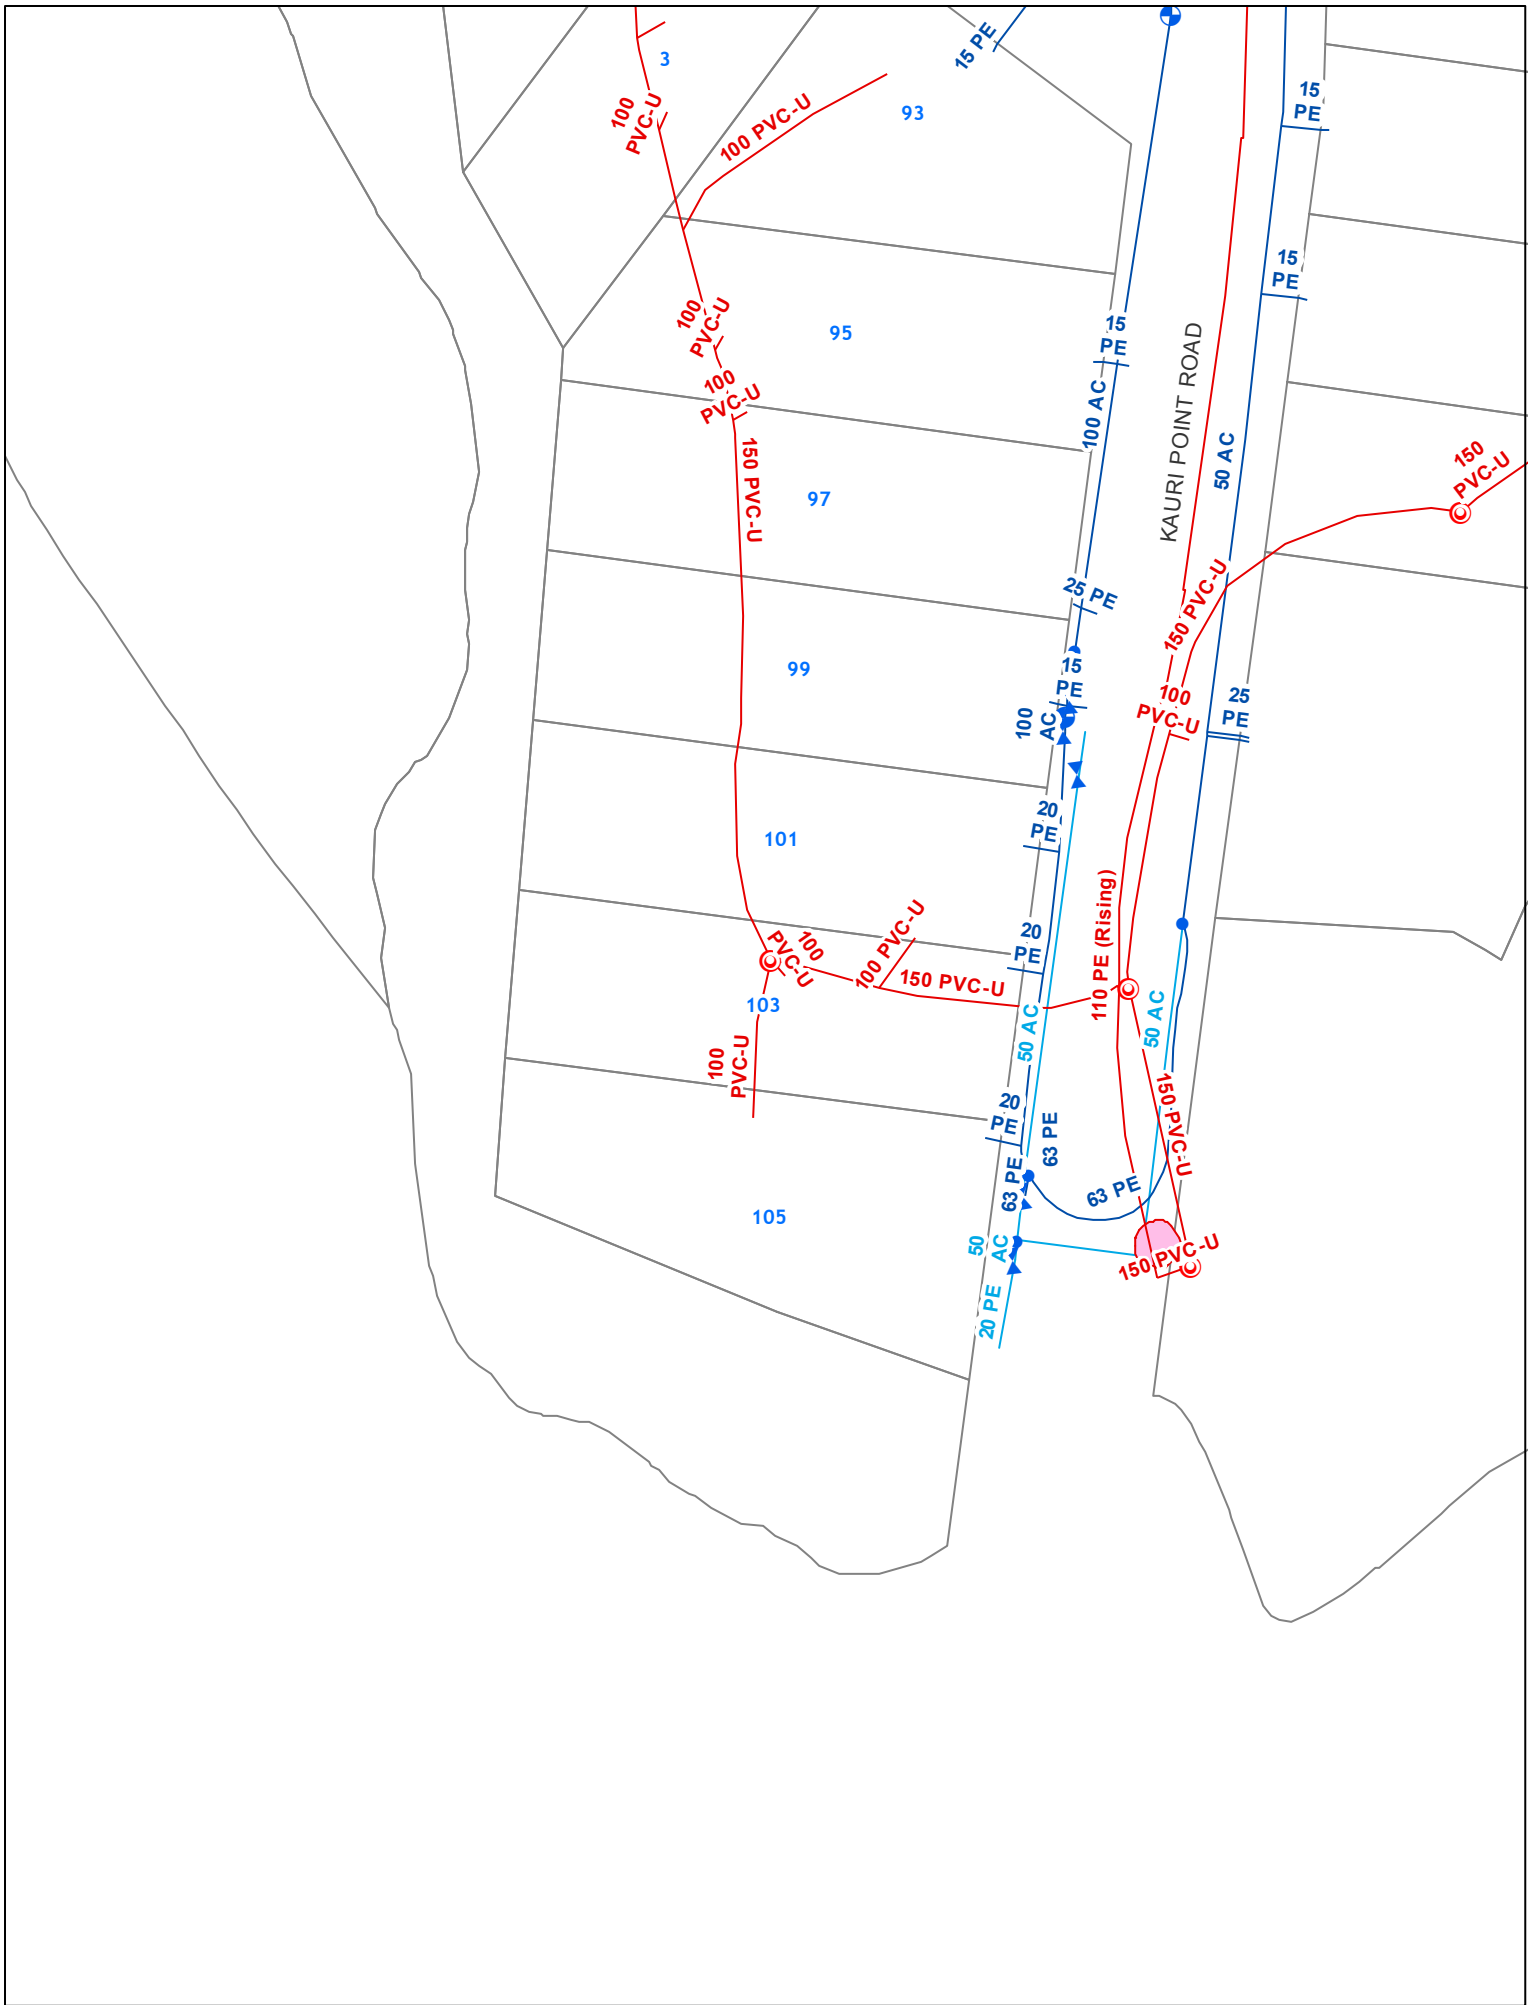 15 PE
3
100
PVC-U
100 PVC-U
93
15
PE
15
PE
100
PVC-U
95
15
PE
KAURI POINT ROAD
100
PVC-U
100 AC
50 AC
150 PVC-U
97
150
PVC-U
25 PE
150 PVC-U
99
15
PE
100
AC
100
PVC-U
25
PE
20
PE
101
110 PE (Rising)
20
PE
100
PVC-U
100 PVC-U
150 PVC-U
103
50 AC
50 AC
100
PVC-U
20
PE
63 PE
150 PVC-U
63 PE
63 PE
105
50
AC
150 PVC-U
20 PE